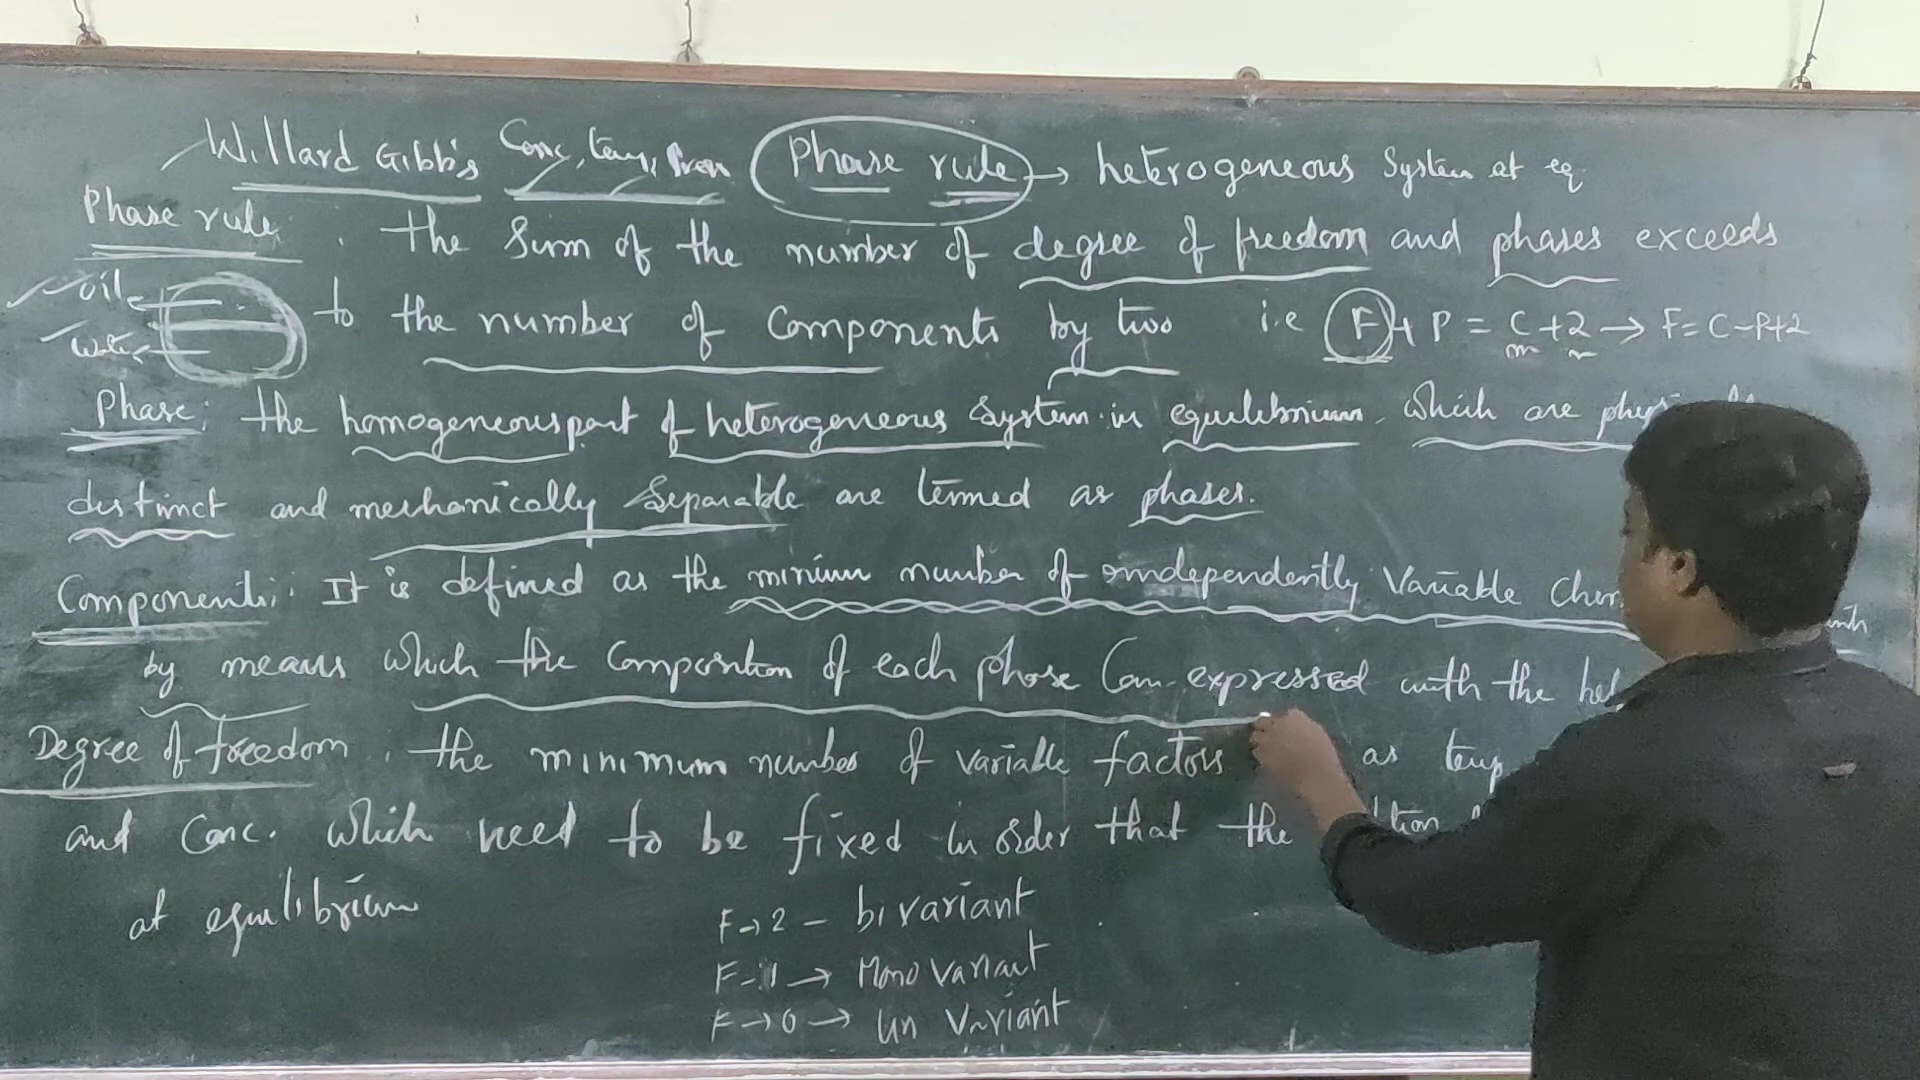 Willard Gibb's Conc, tem, Pren Phase rule → heterogeneous System at eq
Phase rule . the Sum of the number of degree of freedom and phases exceeds
oil
to the number of Components by two i.e F + P = C + 2 → F = C - P + 2
water
Phase: the homogeneous part of heterogeneous System in equilibrium, which are
distinct and mechanically Separable are termed as phases.
Components: It is defined as the minium number of Variable
by means which the Composition of each phase Can expressed with the
Degree of freedom . the minimum number of variable factors as temp
and Conc. which need to be fixed in order that the
at equilibrium
F → 2 - bivariant
F - 1 → Mono variant
F → 0 → Un variant